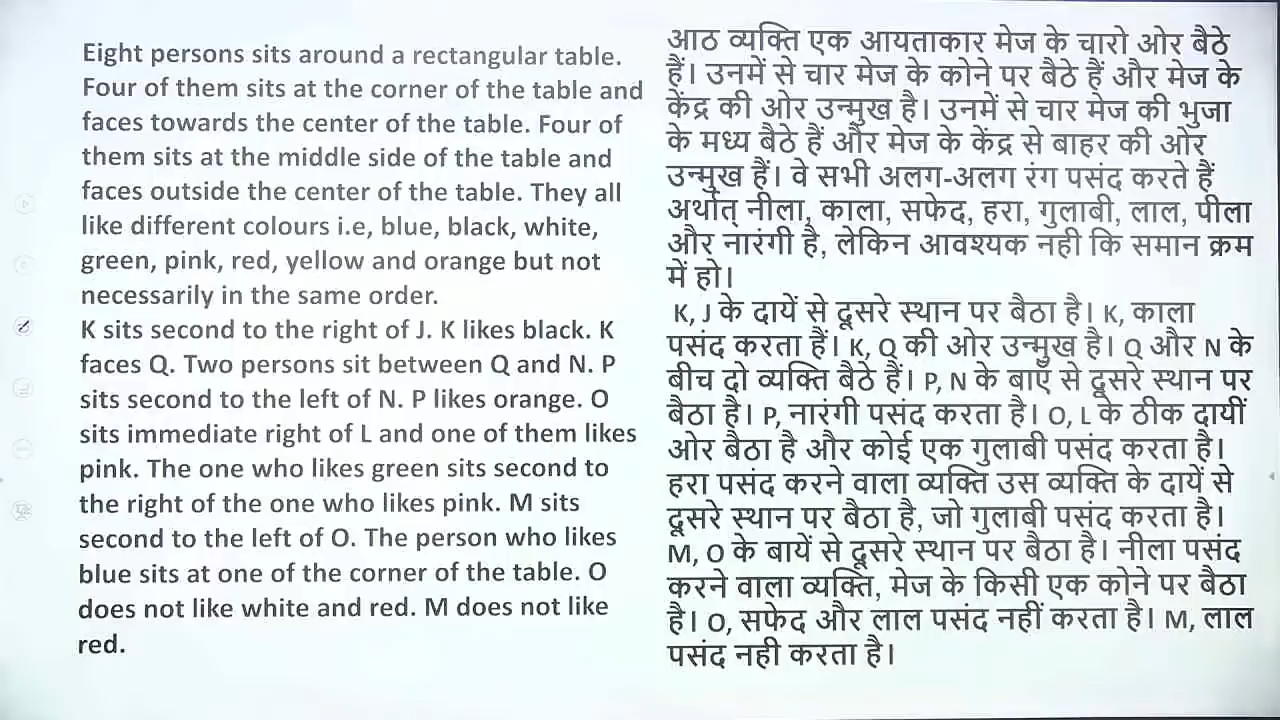 Eight persons sits around a rectangular table.
Four of them sits at the corner of the table and
faces towards the center of the table. Four of
them sits at the middle side of the table and
faces outside the center of the table. They all
like different colours i.e, blue, black, white,
green, pink, red, yellow and orange but not
necessarily in the same order.
K sits second to the right of J. K likes black. K
faces Q. Two persons sit between Q and N. P
sits second to the left of N. P likes orange. O
sits immediate right of L and one of them likes
pink. The one who likes green sits second to
the right of the one who likes pink. M sits
second to the left of O. The person who likes
blue sits at one of the corner of the table. O
does not like white and red. M does not like
red.
आठ व्यक्ति एक आयताकार मेज के चारो ओर बैठे
हैं। उनमें से चार मेज के कोने पर बैठे हैं और मेज के
केंद्र की ओर उन्मुख है। उनमें से चार मेज की भुजा
के मध्य बैठे हैं और मेज के केंद्र से बाहर की ओर
उन्मुख हैं। वे सभी अलग-अलग रंग पसंद करते हैं
अर्थात् नीला, काला, सफेद, हरा, गुलाबी, लाल, पीला
और नारंगी है, लेकिन आवश्यक नही कि समान क्रम
में हो।
K, J के दायें से दूसरे स्थान पर बैठा है। K, काला
पसंद करता हैं। K, Q की ओर उन्मुख है। Q और N के
बीच दो व्यक्ति बैठे हैं। P, N के बाएँ से दूसरे स्थान पर
बैठा है। P, नारंगी पसंद करता है। O, L के ठीक दायीं
ओर बैठा है और कोई एक गुलाबी पसंद करता है।
हरा पसंद करने वाला व्यक्ति उस व्यक्ति के दायें से
दूसरे स्थान पर बैठा है, जो गुलाबी पसंद करता है।
M, O के बायें से दूसरे स्थान पर बैठा है। नीला पसंद
करने वाला व्यक्ति, मेज के किसी एक कोने पर बैठा
है। O, सफेद और लाल पसंद नहीं करता है। M, लाल
पसंद नही करता है।